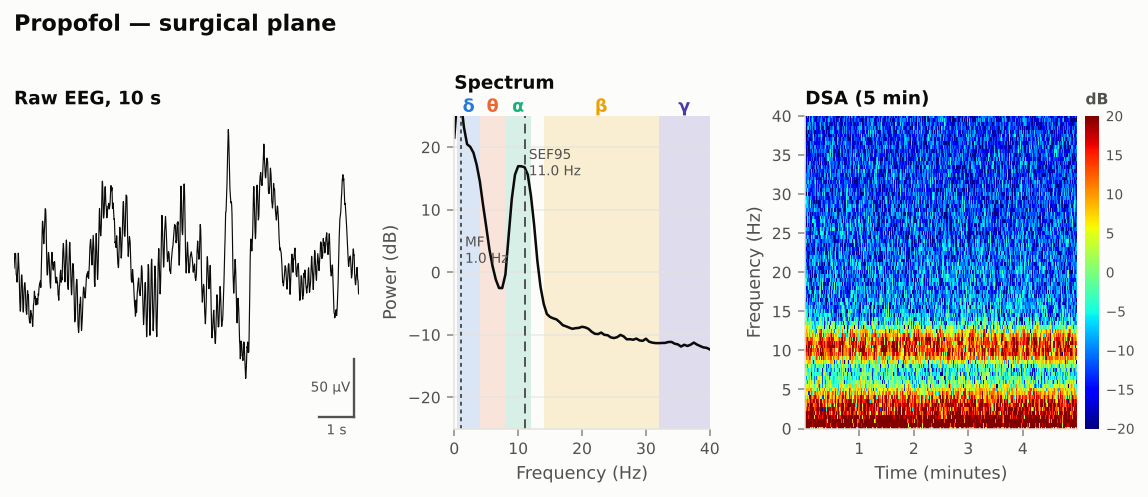 Propofol — surgical plane
Raw EEG, 10 s
50 µV
1 s
Spectrum
δ θ α β γ
SEF95
11.0 Hz
MF
1.0 Hz
Power (dB)
20
10
0
−10
−20
0 10 20 30 40
Frequency (Hz)
DSA (5 min)
Frequency (Hz)
40
35
30
25
20
15
10
5
0
1 2 3 4
Time (minutes)
dB
20
15
10
5
0
−5
−10
−15
−20